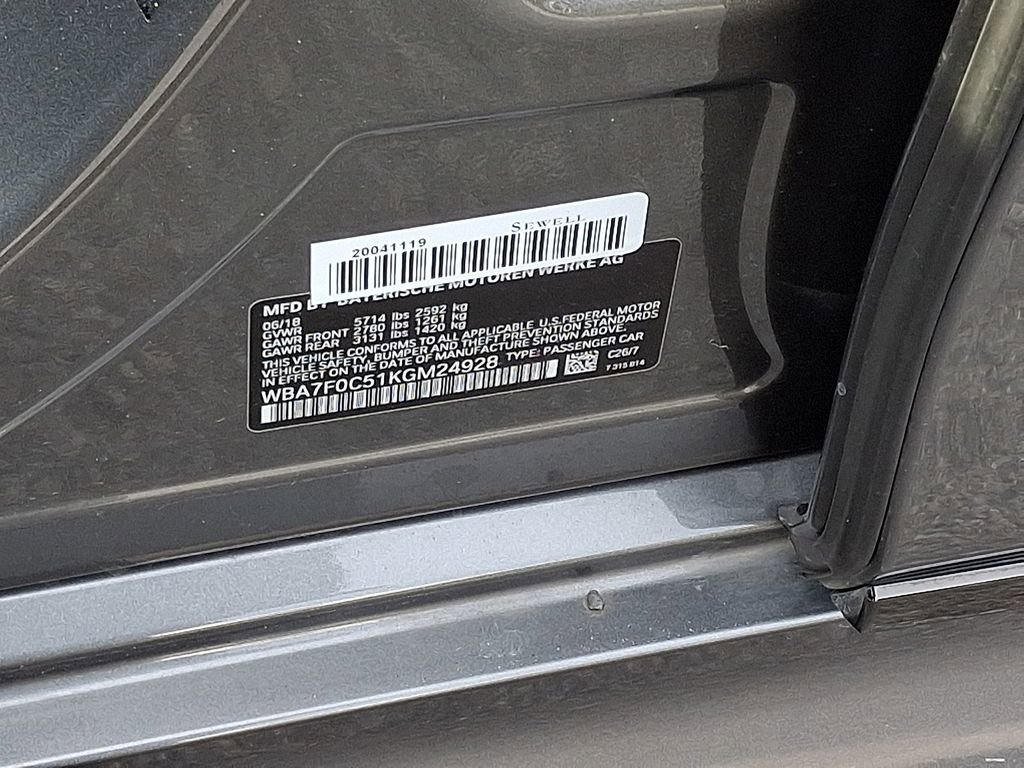 SEWELL
20041119
MFD BY BAYERISCHE MOTOREN WERKE AG
06/18
GVWR 5714 lbs 2592 kg
GAWR FRONT 2780 lbs 1261 kg
GAWR REAR 3131 lbs 1420 kg
THIS VEHICLE CONFORMS TO ALL APPLICABLE U.S.FEDERAL MOTOR
VEHICLE SAFETY, BUMPER AND THEFT PREVENTION STANDARDS
IN EFFECT ON THE DATE OF MANUFACTURE SHOWN ABOVE.
WBA7F0C51KGM24928 TYPE: PASSENGER CAR
C26/7
7 315 814